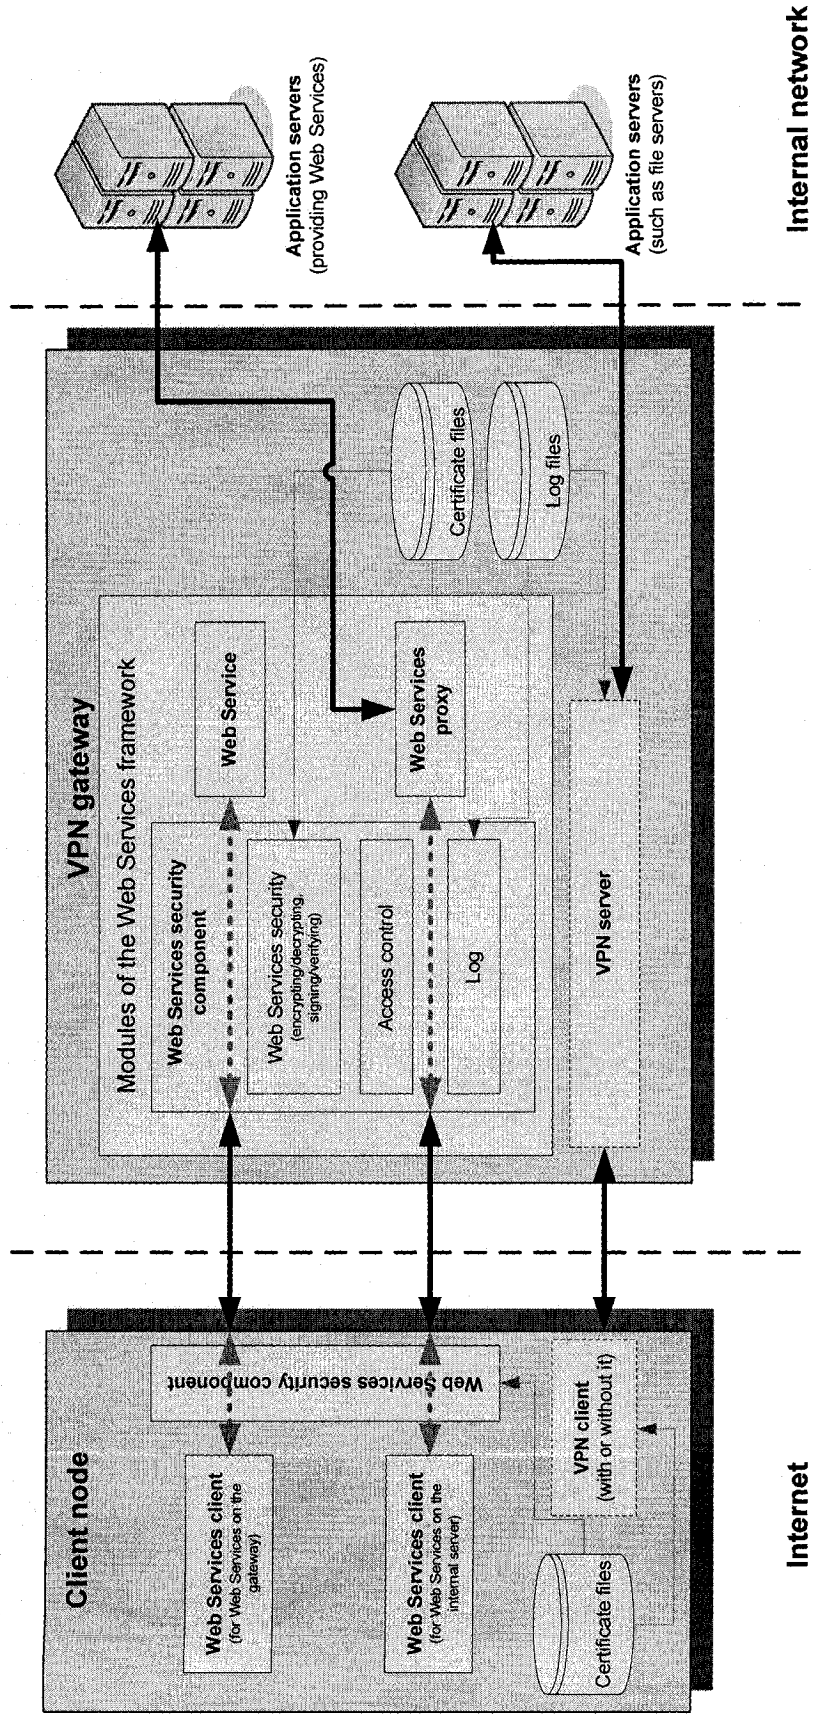 Client node
Web Services client
(for Web Services on the
gateway)
Web Services client
(for Web Services on the
internal server)
Web Services security component
VPN client
(with or without it)
Certificate files
Internet
VPN gateway
Modules of the Web Services framework
Web Services security
component
Web Services security
(encrypting/decrypting,
signing/verifying)
Access control
Log
Web Service
Web Services
proxy
VPN server
Certificate files
Log files
Application servers
(providing Web Services)
Application servers
(such as file servers)
Internal network